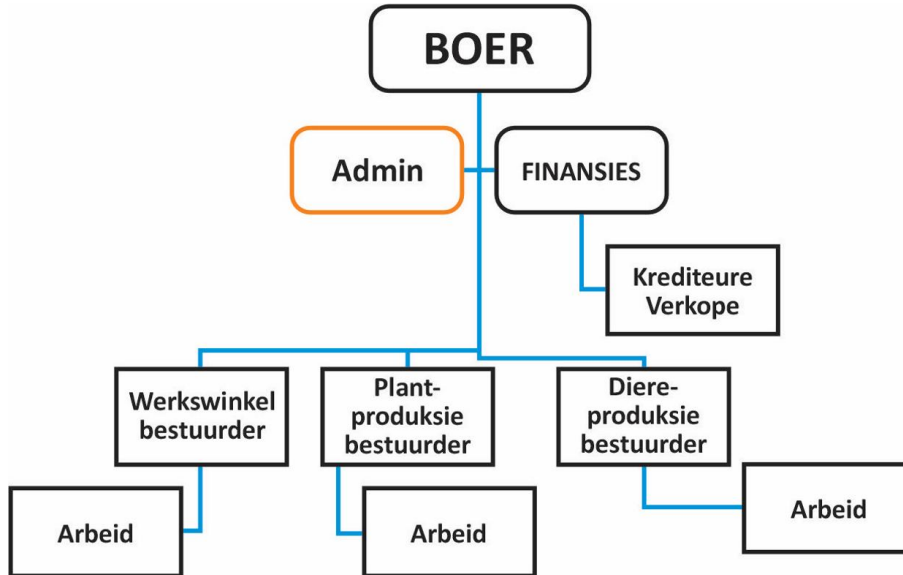 BOER
Admin
FINANSIES
Krediteure
Verkope
Werkswinkel
bestuurder
Plant-
produksie
bestuurder
Diere-
produksie
bestuurder
Arbeid
Arbeid
Arbeid